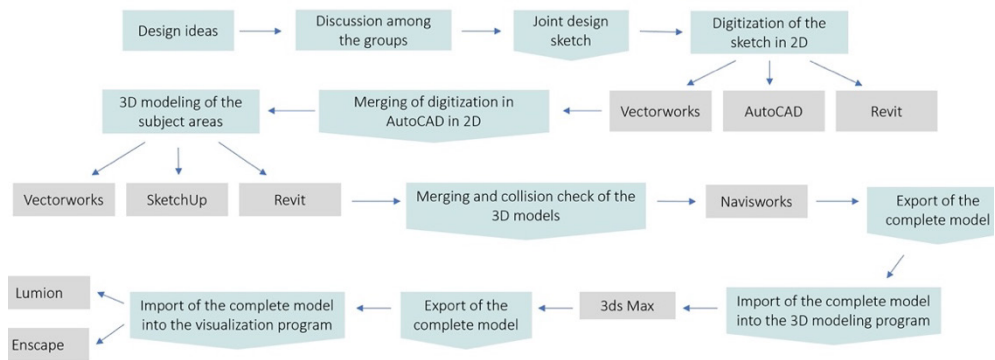 Design ideas
Discussion among
the groups
Joint design
sketch
Digitization of the
sketch in 2D
3D modeling of the
subject areas
Merging of digitization in
AutoCAD in 2D
Vectorworks
AutoCAD
Revit
Vectorworks
SketchUp
Revit
Merging and collision check of the
3D models
Navisworks
Export of the
complete model
Lumion
Enscape
Import of the complete model
into the visualization program
Export of the
complete model
3ds Max
Import of the complete model
into the 3D modeling program